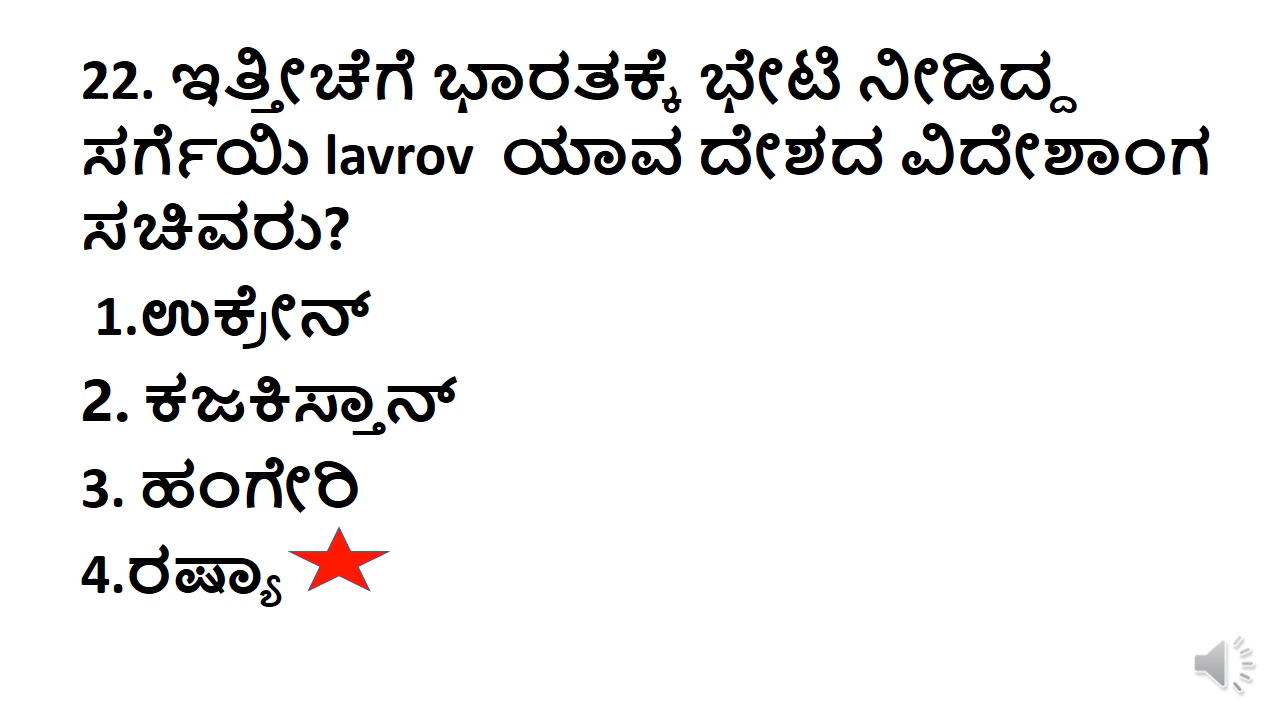 22. ಇತ್ತೀಚೆಗೆ ಭಾರತಕ್ಕೆ ಭೇಟಿ ನೀಡಿದ್ದ
ಸರ್ಗೆಯಿ lavrov ಯಾವ ದೇಶದ ವಿದೇಶಾಂಗ
ಸಚಿವರು?
1.ಉಕ್ರೇನ್
2. ಕಜಕಿಸ್ತಾನ್
3. ಹಂಗೇರಿ
4.ರಷ್ಯಾ